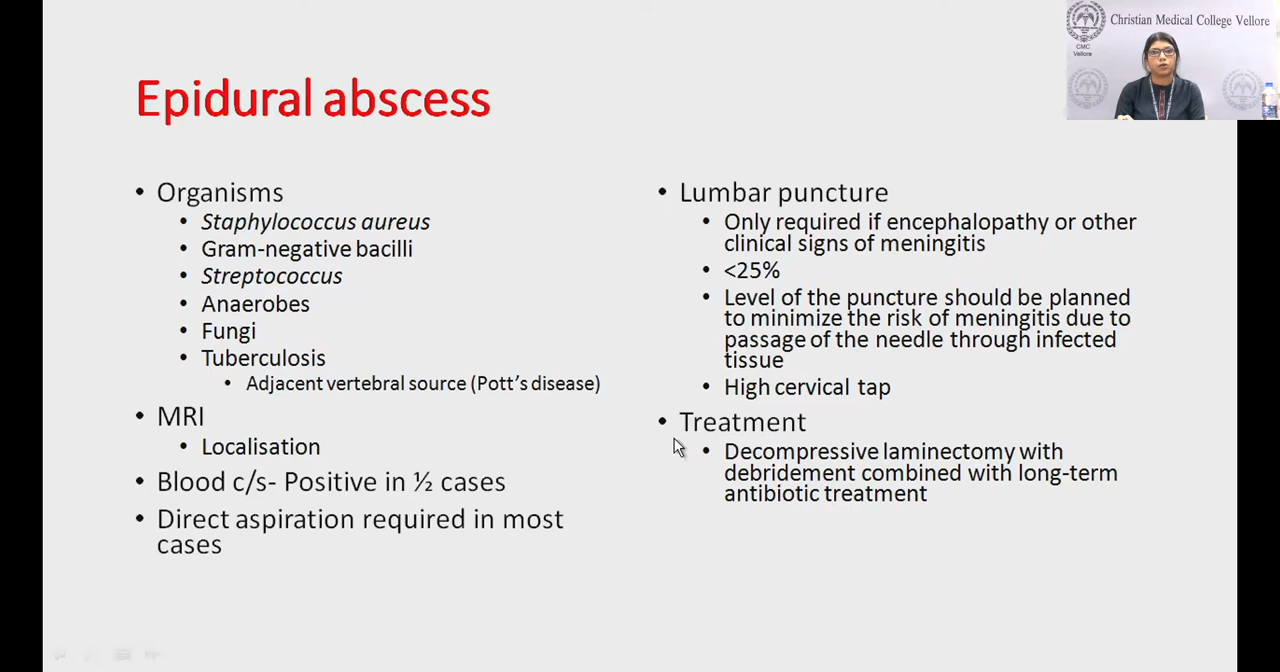 Christian Medical College Vellore
CMC
Vellore
Epidural abscess
• Organisms
• Staphylococcus aureus
• Gram-negative bacilli
• Streptococcus
• Anaerobes
• Fungi
• Tuberculosis
• Adjacent vertebral source (Pott's disease)
• MRI
• Localisation
• Blood c/s- Positive in ½ cases
• Direct aspiration required in most
cases
• Lumbar puncture
• Only required if encephalopathy or other
clinical signs of meningitis
• <25%
• Level of the puncture should be planned
to minimize the risk of meningitis due to
passage of the needle through infected
tissue
• High cervical tap
• Treatment
• Decompressive laminectomy with
debridement combined with long-term
antibiotic treatment